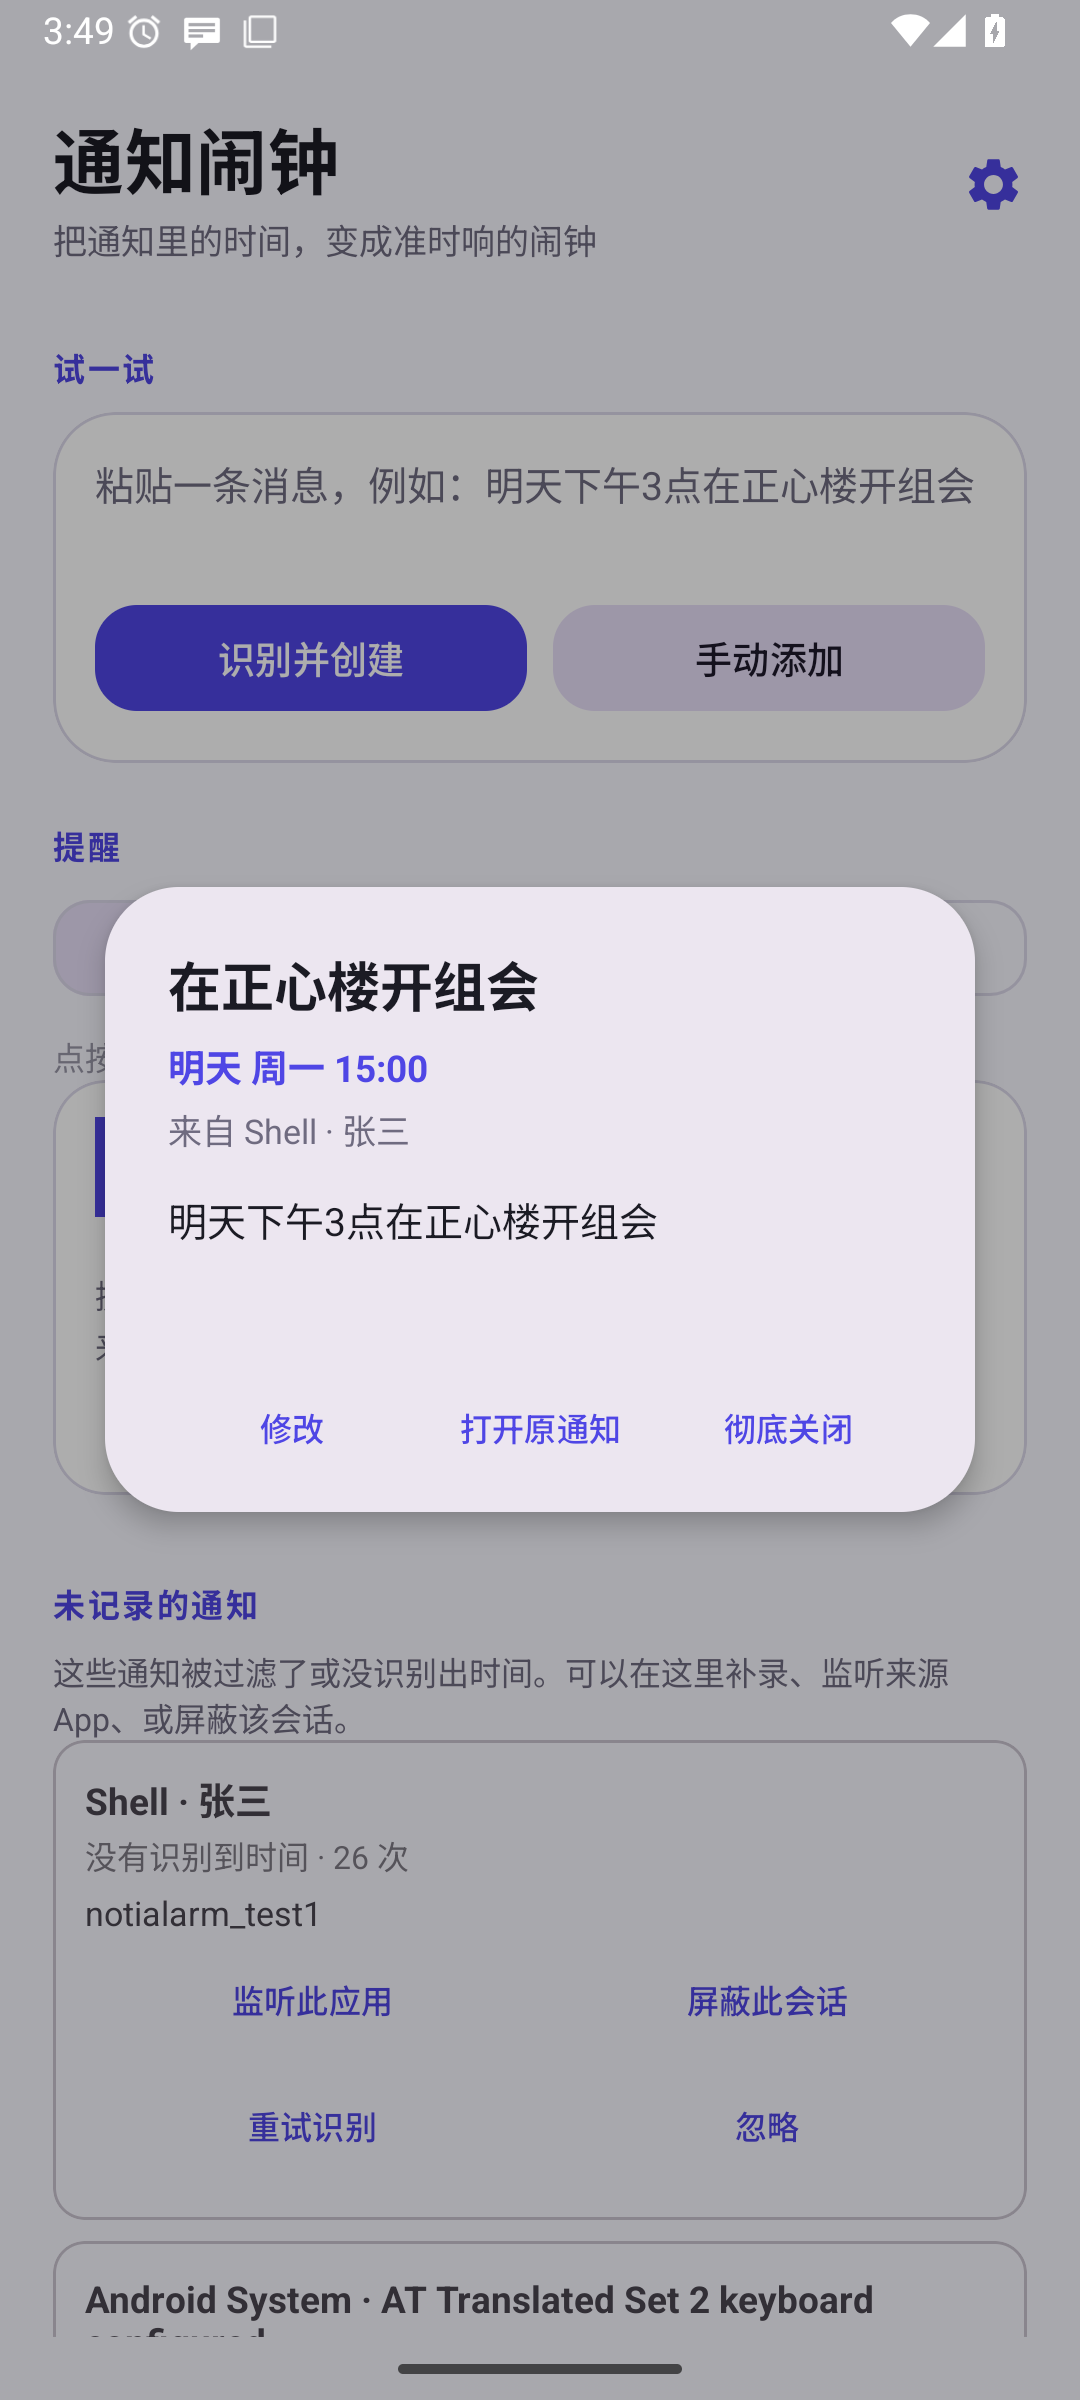 3:49
通知闹钟
把通知里的时间，变成准时响的闹钟
试一试
粘贴一条消息，例如：明天下午3点在正心楼开组会
识别并创建 手动添加
提醒
点按
在正心楼开组会
明天 周一 15:00
来自 Shell · 张三
明天下午3点在正心楼开组会
修改 打开原通知 彻底关闭
未记录的通知
这些通知被过滤了或没识别出时间。可以在这里补录、监听来源
App、或屏蔽该会话。
Shell · 张三
没有识别到时间 · 26 次
notialarm_test1
监听此应用 屏蔽此会话
重试识别 忽略
Android System · AT Translated Set 2 keyboard
configured